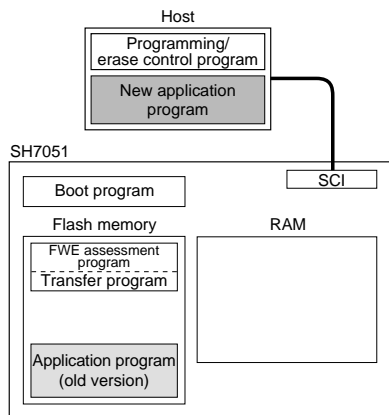 Host
Programming/
erase control program
New application
program
SH7051
SCI
Boot program
Flash memory
RAM
FWE assessment
program
Transfer program
Application program
(old version)